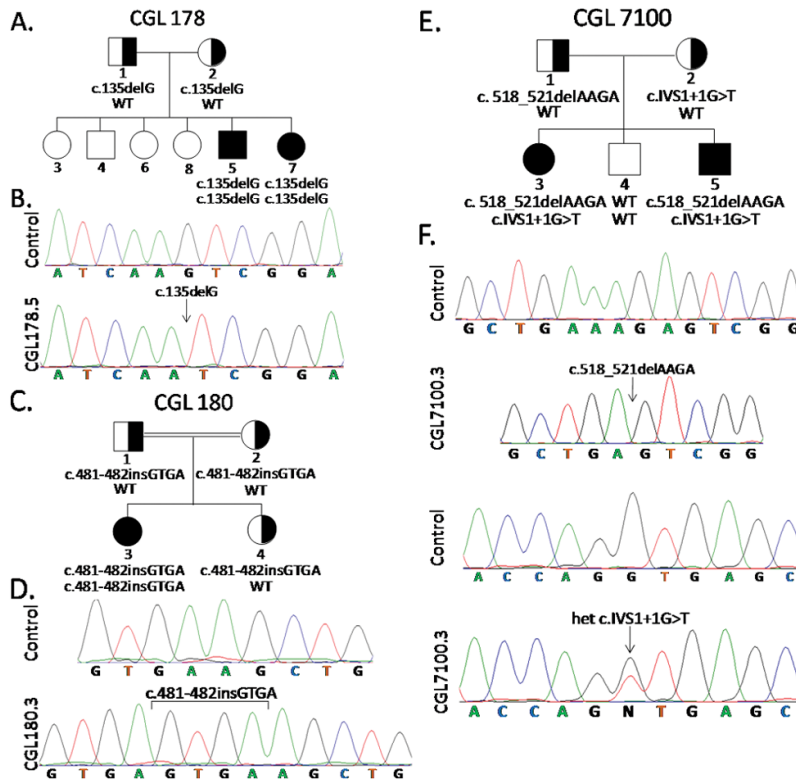 A.
CGL 178
1
2
c.135delG
c.135delG
WT
WT
3
4
6
8
5
7
c.135delG c.135delG
c.135delG c.135delG
B.
Control
A T C A A G T C G G A
c.135delG
CGL178.5
A T C A A T C G G A
C.
CGL 180
1
2
c.481-482insGTGA
c.481-482insGTGA
WT
WT
3
4
c.481-482insGTGA
c.481-482insGTGA
c.481-482insGTGA
WT
D.
Control
G T G A A G C T G
c.481-482insGTGA
CGL180.3
G T G A G T G A A G C T G
E.
CGL 7100
1
2
c. 518_521delAAGA
c.IVS1+1G>T
WT
WT
3
4
5
c. 518_521delAAGA WT c. 518_521delAAGA
c.IVS1+1G>T WT c.IVS1+1G>T
F.
Control
G C T G A A A G A G T C G G
c.518_521delAAGA
CGL7100.3
G C T G A G T C G G
Control
A C C A G G T G A G C
het c.IVS1+1G>T
CGL7100.3
A C C A G N T G A G C